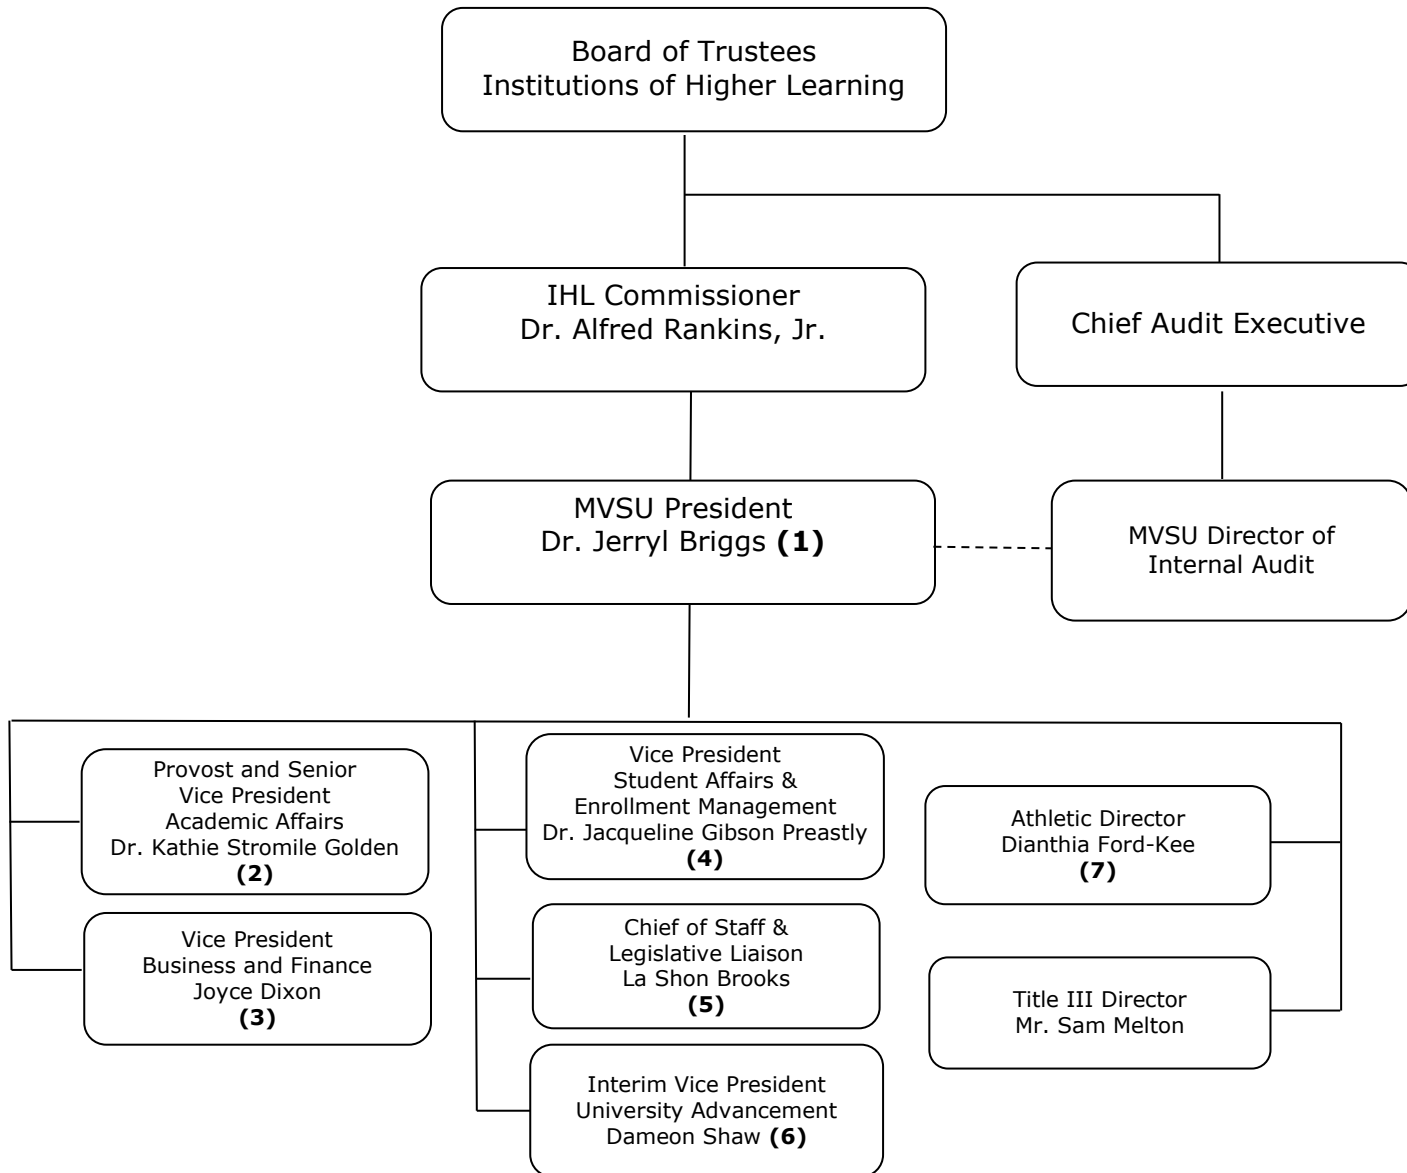 Board of Trustees
Institutions of Higher Learning
IHL Commissioner
Dr. Alfred Rankins, Jr.
Chief Audit Executive
MVSU President
Dr. Jerryl Briggs (1)
MVSU Director of
Internal Audit
Provost and Senior
Vice President
Academic Affairs
Dr. Kathie Stromile Golden
(2)
Vice President
Business and Finance
Joyce Dixon
(3)
Vice President
Student Affairs &
Enrollment Management
Dr. Jacqueline Gibson Preastly
(4)
Chief of Staff &
Legislative Liaison
La Shon Brooks
(5)
Interim Vice President
University Advancement
Dameon Shaw (6)
Athletic Director
Dianthia Ford-Kee
(7)
Title III Director
Mr. Sam Melton